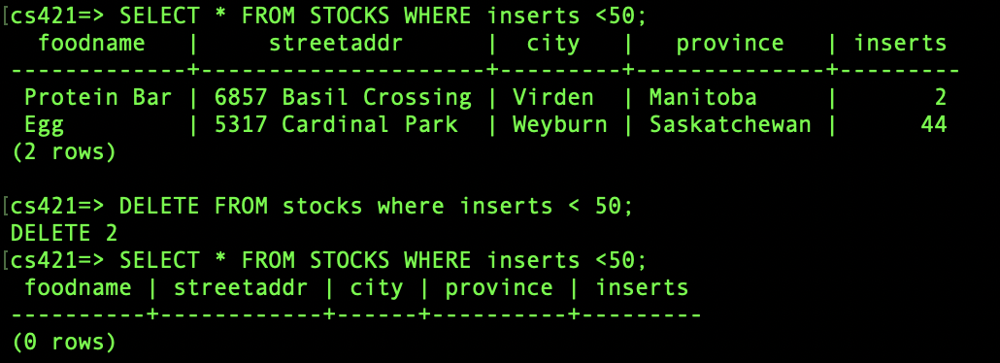 [cs421=> SELECT * FROM STOCKS WHERE inserts <50;
  foodname   |     streetaddr      |  city   |   province   | inserts
-------------+---------------------+---------+--------------+---------
 Protein Bar | 6857 Basil Crossing | Virden  | Manitoba     |       2
 Egg         | 5317 Cardinal Park  | Weyburn | Saskatchewan |      44
(2 rows)

[cs421=> DELETE FROM stocks where inserts < 50;
DELETE 2
[cs421=> SELECT * FROM STOCKS WHERE inserts <50;
 foodname | streetaddr | city | province | inserts
----------+------------+------+----------+---------
(0 rows)